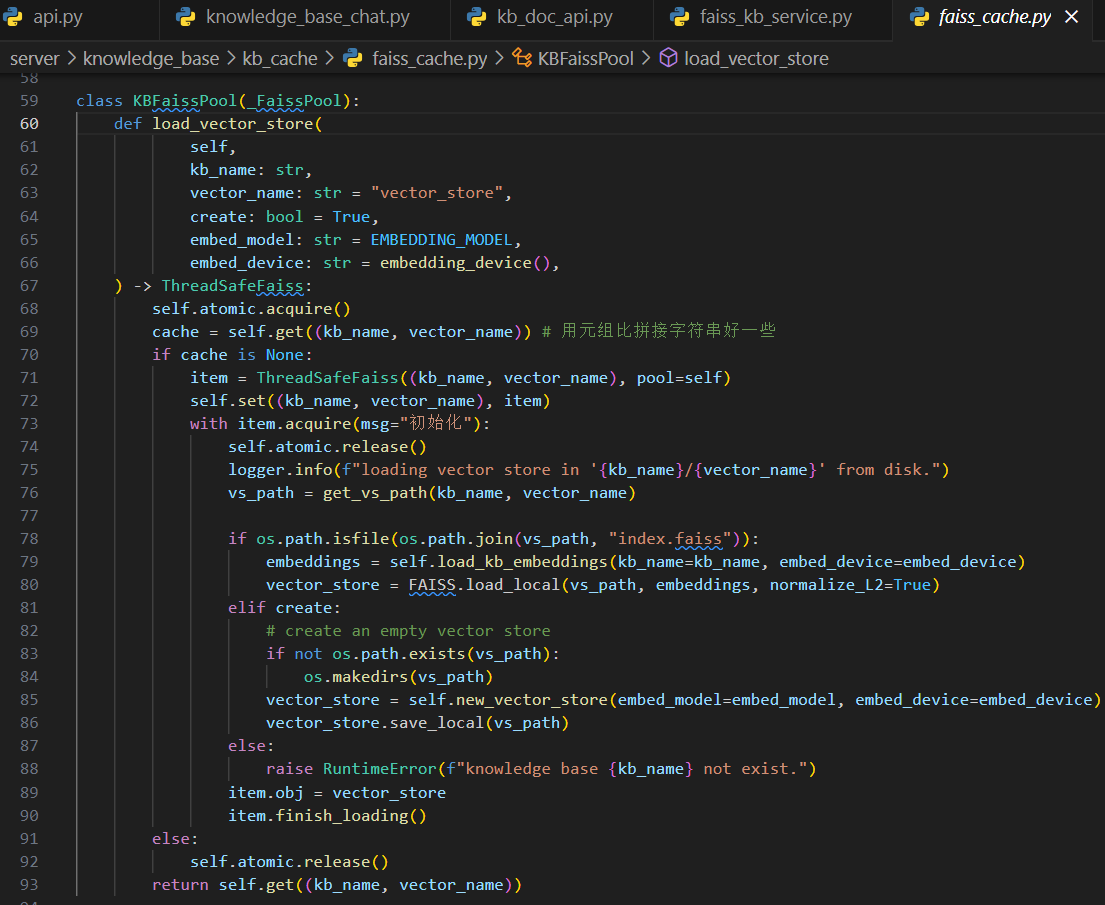 api.py knowledge_base_chat.py kb_doc_api.py faiss_kb_service.py faiss_cache.py
server > knowledge_base > kb_cache > faiss_cache.py > KBFaissPool > load_vector_store
58
59 class KBFaissPool(_FaissPool):
60     def load_vector_store(
61             self,
62             kb_name: str,
63             vector_name: str = "vector_store",
64             create: bool = True,
65             embed_model: str = EMBEDDING_MODEL,
66             embed_device: str = embedding_device(),
67     ) -> ThreadSafeFaiss:
68         self.atomic.acquire()
69         cache = self.get((kb_name, vector_name)) # 用元组比拼接字符串好一些
70         if cache is None:
71             item = ThreadSafeFaiss((kb_name, vector_name), pool=self)
72             self.set((kb_name, vector_name), item)
73             with item.acquire(msg="初始化"):
74                 self.atomic.release()
75                 logger.info(f"loading vector store in '{kb_name}/{vector_name}' from disk.")
76                 vs_path = get_vs_path(kb_name, vector_name)
77
78                 if os.path.isfile(os.path.join(vs_path, "index.faiss")):
79                     embeddings = self.load_kb_embeddings(kb_name=kb_name, embed_device=embed_device)
80                     vector_store = FAISS.load_local(vs_path, embeddings, normalize_L2=True)
81                 elif create:
82                     # create an empty vector store
83                     if not os.path.exists(vs_path):
84                         os.makedirs(vs_path)
85                     vector_store = self.new_vector_store(embed_model=embed_model, embed_device=embed_device)
86                     vector_store.save_local(vs_path)
87                 else:
88                     raise RuntimeError(f"knowledge base {kb_name} not exist.")
89                 item.obj = vector_store
90                 item.finish_loading()
91         else:
92             self.atomic.release()
93         return self.get((kb_name, vector_name))